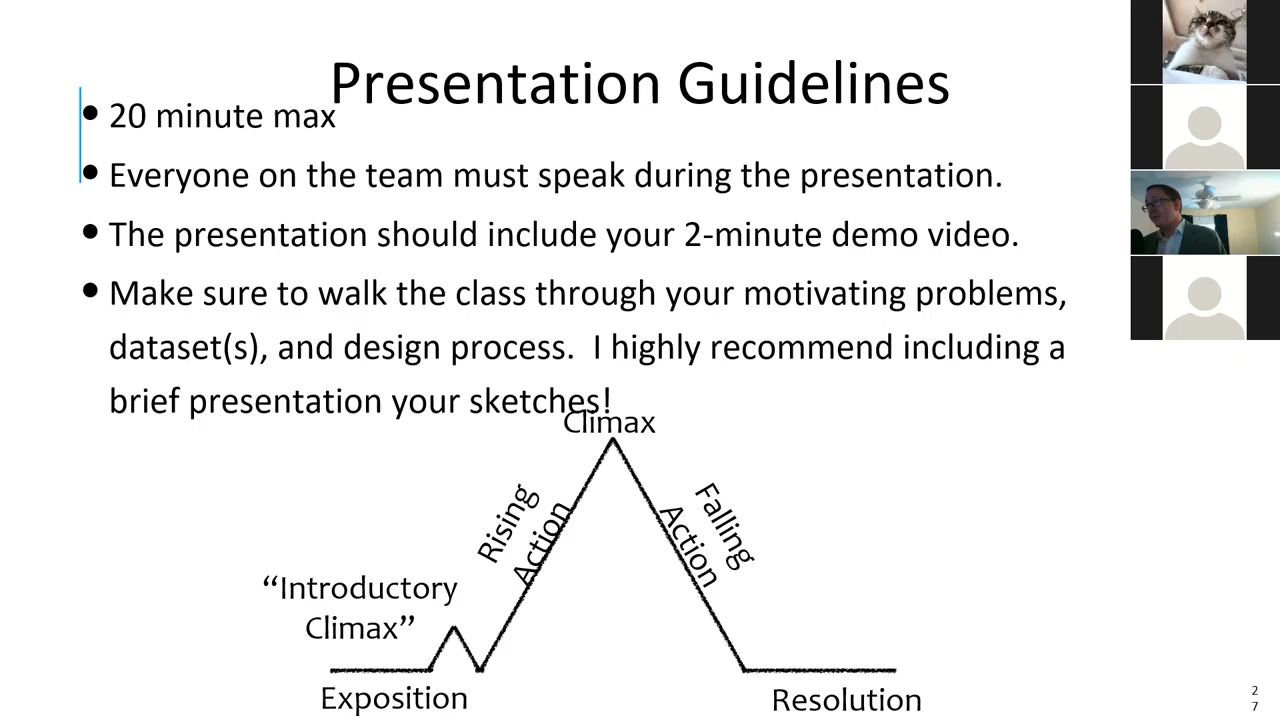 Presentation Guidelines
• 20 minute max
• Everyone on the team must speak during the presentation.
• The presentation should include your 2-minute demo video.
• Make sure to walk the class through your motivating problems,
dataset(s), and design process.  I highly recommend including a
brief presentation your sketches!
Climax
Rising
Action
Falling
Action
“Introductory
Climax”
Exposition
Resolution
2
7